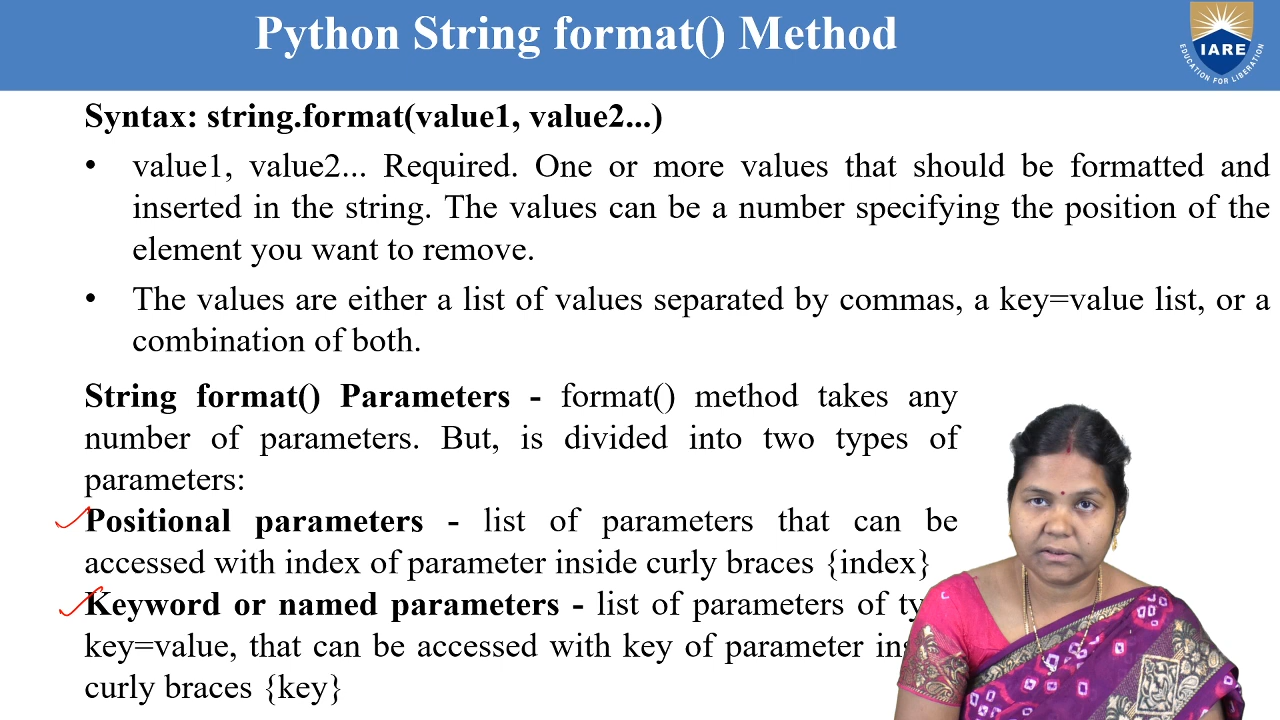 Python String format() Method
IARE
EDUCATION FOR LIBERATION
Syntax: string.format(value1, value2...)
• value1, value2... Required. One or more values that should be formatted and
inserted in the string. The values can be a number specifying the position of the
element you want to remove.
• The values are either a list of values separated by commas, a key=value list, or a
combination of both.
String format() Parameters - format() method takes any
number of parameters. But, is divided into two types of
parameters:
Positional parameters - list of parameters that can be
accessed with index of parameter inside curly braces {index}
Keyword or named parameters - list of parameters of
key=value, that can be accessed with key of parameter
curly braces {key}